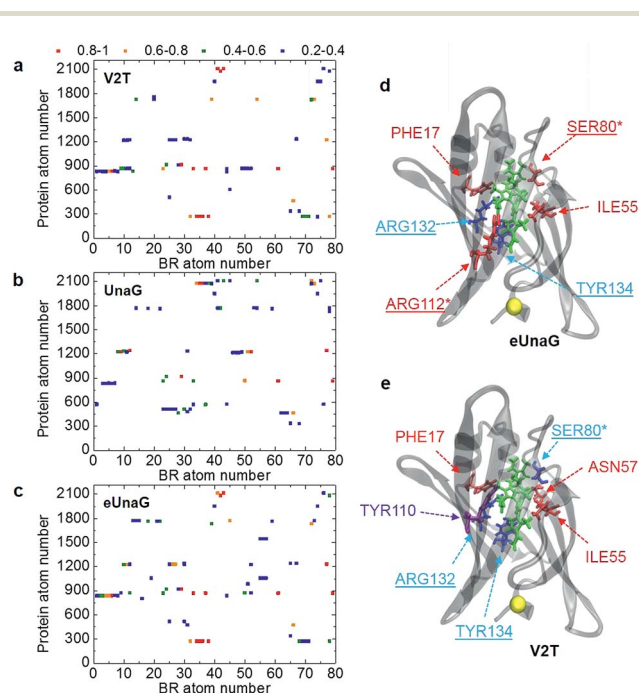 0.8-1 0.6-0.8 0.4-0.6 0.2-0.4
a
V2T
Protein atom number
2100
1800
1500
1200
900
600
300
0
0 10 20 30 40 50 60 70 80
BR atom number
b
UnaG
Protein atom number
2100
1800
1500
1200
900
600
300
0
0 10 20 30 40 50 60 70 80
BR atom number
c
eUnaG
Protein atom number
2100
1800
1500
1200
900
600
300
0
0 10 20 30 40 50 60 70 80
BR atom number
d
PHE17
SER80*
ILE55
ARG132
TYR134
ARG112*
eUnaG
e
PHE17
SER80*
ASN57
TYR110
ILE55
ARG132
TYR134
V2T